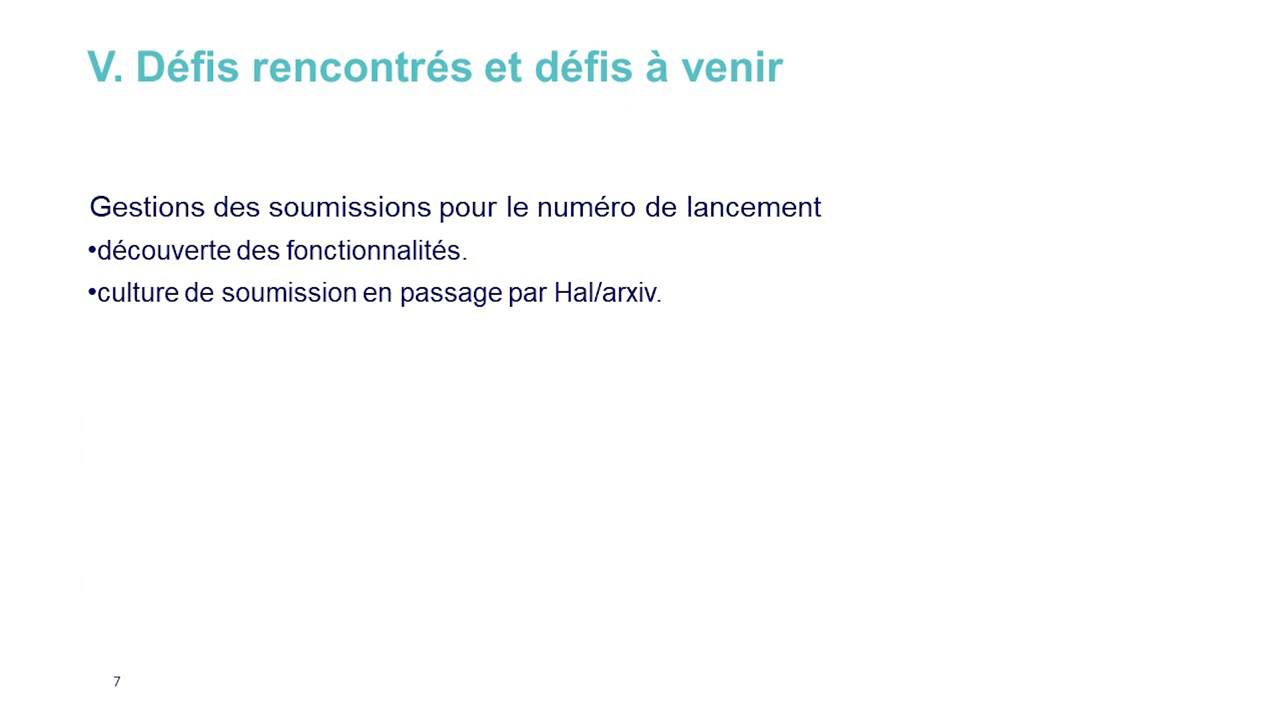 V. Défis rencontrés et défis à venir
Gestions des soumissions pour le numéro de lancement
•découverte des fonctionnalités.
•culture de soumission en passage par Hal/arxiv.
7